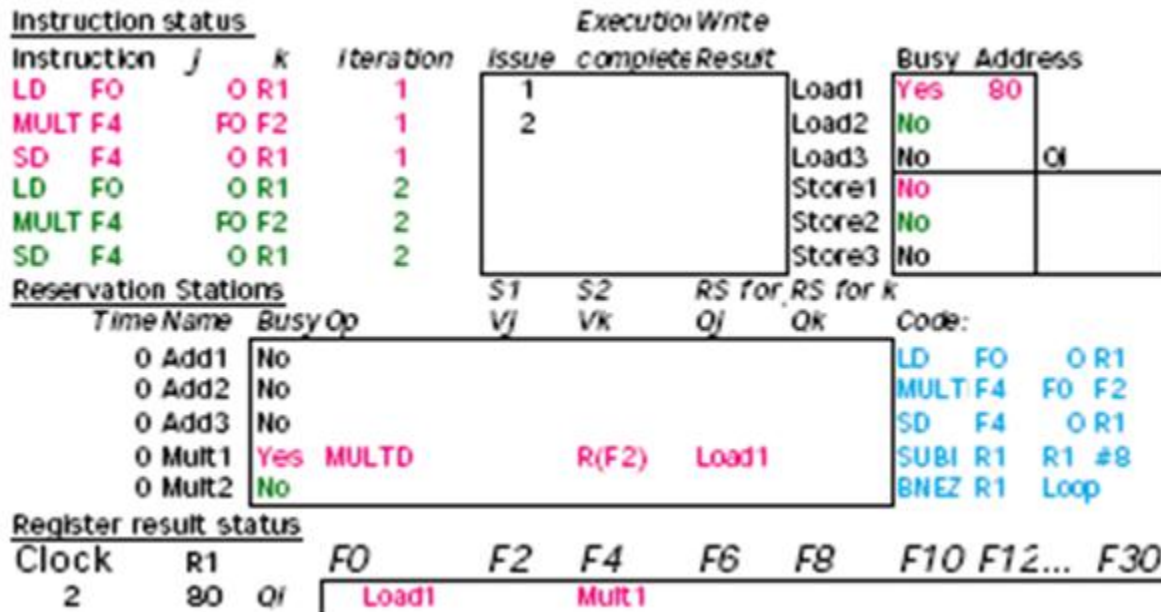 Instruction status Execution Write
Instruction j k Iteration Issue complete Result Busy Address
LD F0 0 R1 1 1 Load1 Yes 80
MULT F4 F0 F2 1 2 Load2 No
SD F4 0 R1 1 Load3 No Qi
LD F0 0 R1 2 Store1 No
MULT F4 F0 F2 2 Store2 No
SD F4 0 R1 2 Store3 No
Reservation Stations S1 S2 RS for RS for k
Time Name Busy Op Vj Vk Qj Qk Code:
0 Add1 No LD F0 0 R1
0 Add2 No MULT F4 F0 F2
0 Add3 No SD F4 0 R1
0 Mult1 Yes MULTD R(F2) Load1 SUBI R1 R1 #8
0 Mult2 No BNEZ R1 Loop
Register result status
Clock R1 F0 F2 F4 F6 F8 F10 F12... F30
2 80 Qi Load1 Mult1